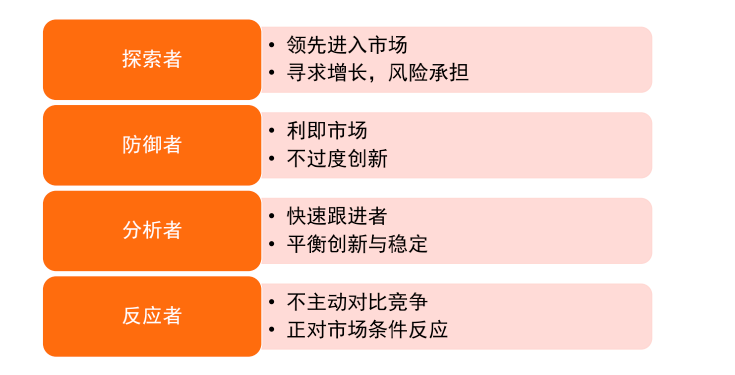 探索者
• 领先进入市场
• 寻求增长，风险承担
防御者
• 利即市场
• 不过度创新
分析者
• 快速跟进者
• 平衡创新与稳定
反应者
• 不主动对比竞争
• 正对市场条件反应